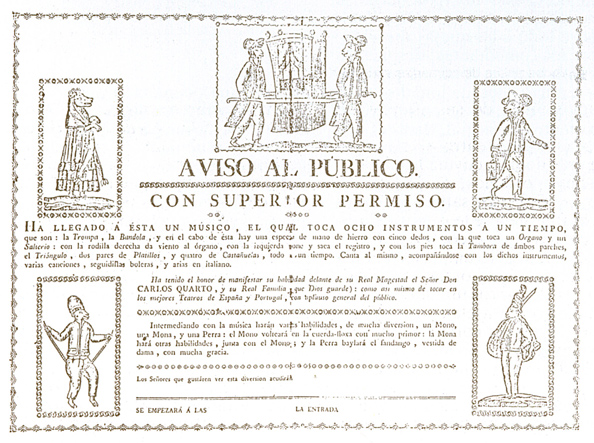 AVISO AL PÚBLICO.
CON SUPERIOR PERMISO.
HA LLEGADO Á ÉSTA UN MÚSICO, EL QUAL TOCA OCHO INSTRUMENTOS Á UN TIEMPO,
que son: la Trompa, la Bandola, y en el cabo de ésta hay una especie de mano de hierro con cinco dedos, con la que toca un Organo y un
Salterio: con la rodilla derecha da viento al órgano, con la izquierda pone y saca el registro, y con los pies toca la Tambora de ámbos parches,
el Triángulo, dos pares de Platillos, y quatro de Castañuelas, todo á un tiempo. Canta al mismo, acompañándose con los dichos instrumentos,
varias canciones, seguidillas boleras, y arias en italiano.
Ha tenido el honor de manifestar su habilidad delante de su Real Magestad el Señor Don
CARLOS QUARTO, y su Real Familia (que Dios guarde): como así mismo de tocar en
los mejores Teatros de España y Portugal, con aplauso general del público.
Intermediando con la música harán varias habilidades, de mucha diversion, un Mono,
una Mona, y una Perra: el Mono volteará en la cuerda floxa con mucho primor: la Mona
hará otras habilidades, junta con el Mono; y la Perra baylará el fandango, vestida de
dama, con mucha gracia.
Los Señores que gustaren ver esta diversion acudirán
SE EMPEZARÁ Á LAS LA ENTRADA